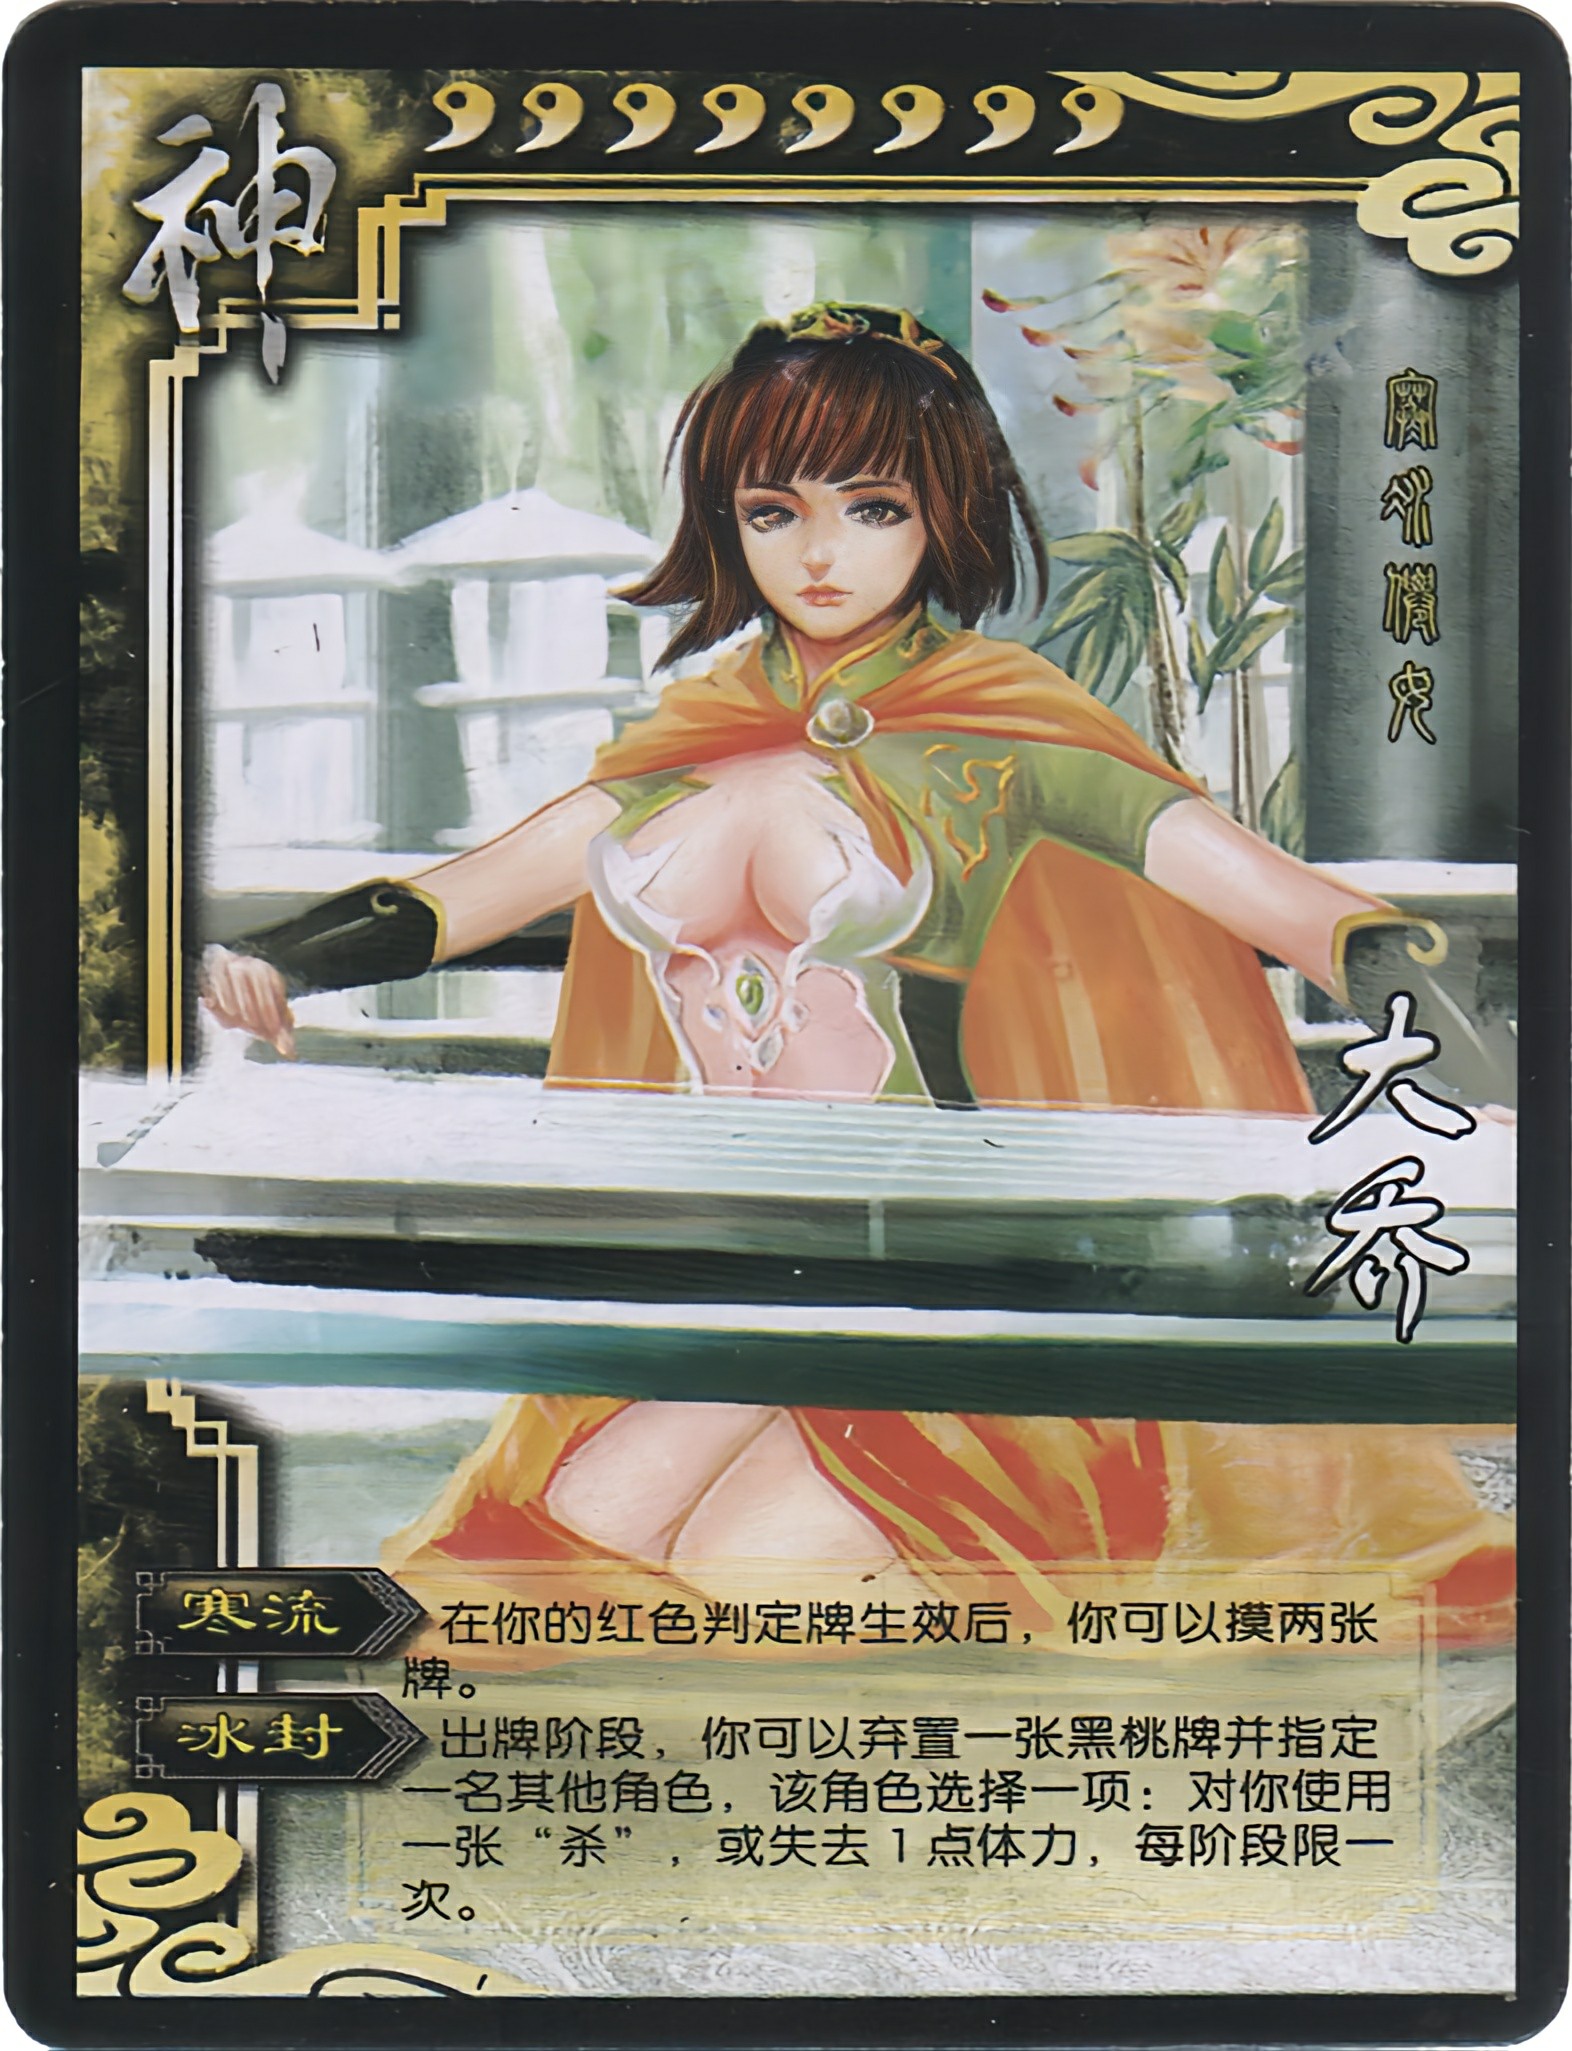 神
大乔
寒流
在你的红色判定牌生效后，你可以摸两张
牌。
冰封
出牌阶段，你可以弃置一张黑桃牌并指定
一名其他角色，该角色选择一项：对你使用
一张“杀”，或失去1点体力，每阶段限一
次。